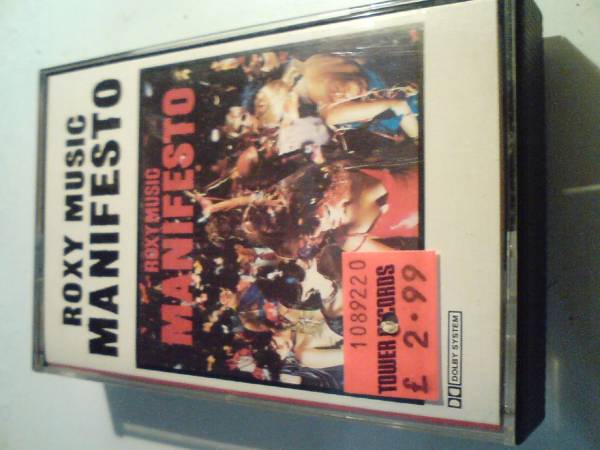 ROXY MUSIC
MANIFESTO
ROXY MUSIC
MANIFESTO
1089220
TOWER RECORDS
£ 2.99
DOLBY SYSTEM